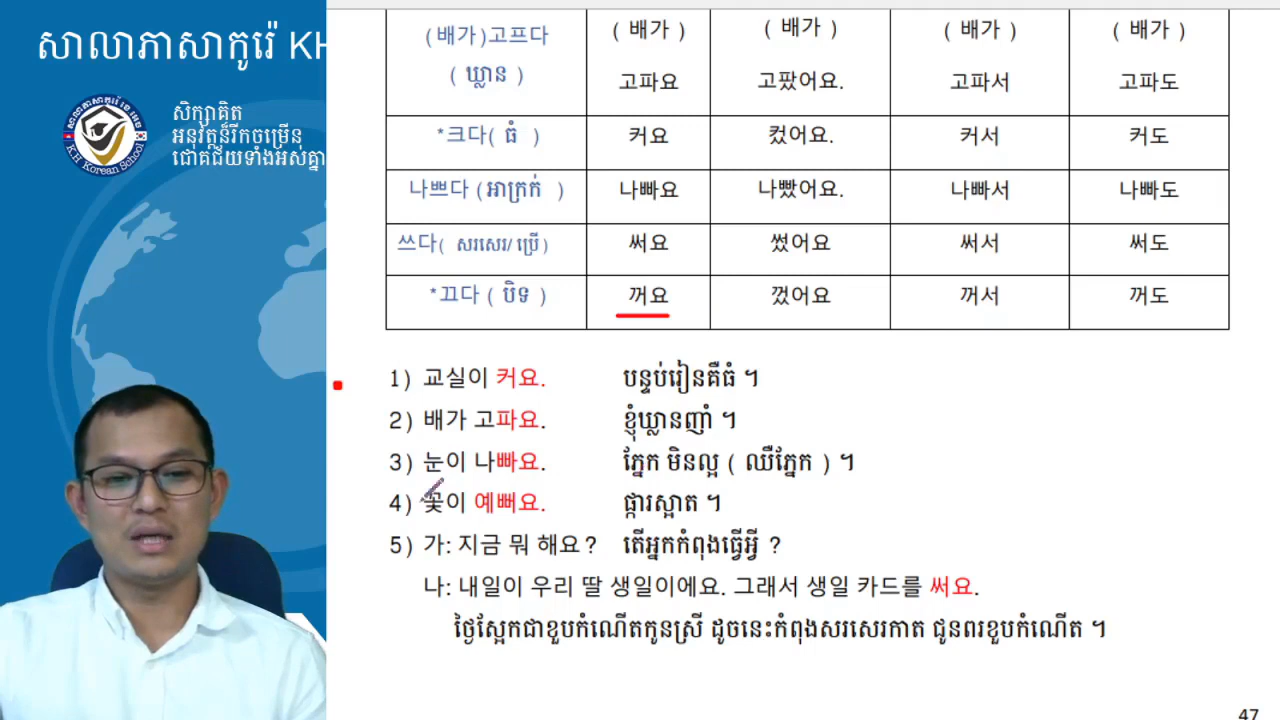 សាលាភាសាកូរ៉េ KH
សិក្សាគិត
អនុវត្តន៍រីកចម្រើន
ជោគជ័យទាំងអស់គ្នា
K.H Korean School
(배가)고프다 ( ឃ្លាន ) ( 배가 ) 고파요 ( 배가 ) 고팠어요. ( 배가 ) 고파서 ( 배가 ) 고파도
*크다( ធំ ) 커요 컸어요. 커서 커도
나쁘다 (អាក្រក់ ) 나빠요 나빴어요. 나빠서 나빠도
쓰다( សរសេរ/ ប្រើ) 써요 썼어요 써서 써도
*끄다 ( បិទ ) 꺼요 껐어요 꺼서 꺼도
1) 교실이 커요. បន្ទប់រៀនគឺធំ ។
2) 배가 고파요. ខ្ញុំឃ្លានញាំ ។
3) 눈이 나빠요. ភ្នែក មិនល្អ ( ឈឺភ្នែក ) ។
4) 꽃이 예뻐요. ផ្ការស្អាត ។
5) 가: 지금 뭐 해요? តើអ្នកកំពុងធ្វើអ្វី ?
나: 내일이 우리 딸 생일이에요. 그래서 생일 카드를 써요.
ថ្ងៃស្អែកជាខួបកំណើតកូនស្រី ដូចនេះកំពុងសរសេរកាត ជូនពរខួបកំណើត ។
47